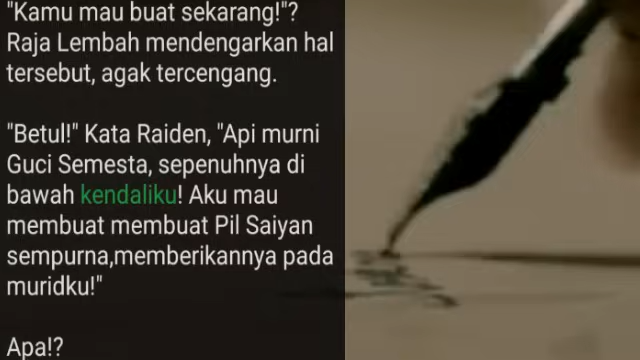 "Kamu mau buat sekarang!"?
Raja Lembah mendengarkan hal
tersebut, agak tercengang.
"Betul!" Kata Raiden, "Api murni
Guci Semesta, sepenuhnya di
bawah kendaliku! Aku mau
membuat membuat Pil Saiyan
sempurna,memberikannya pada
muridku!"
Apa!?